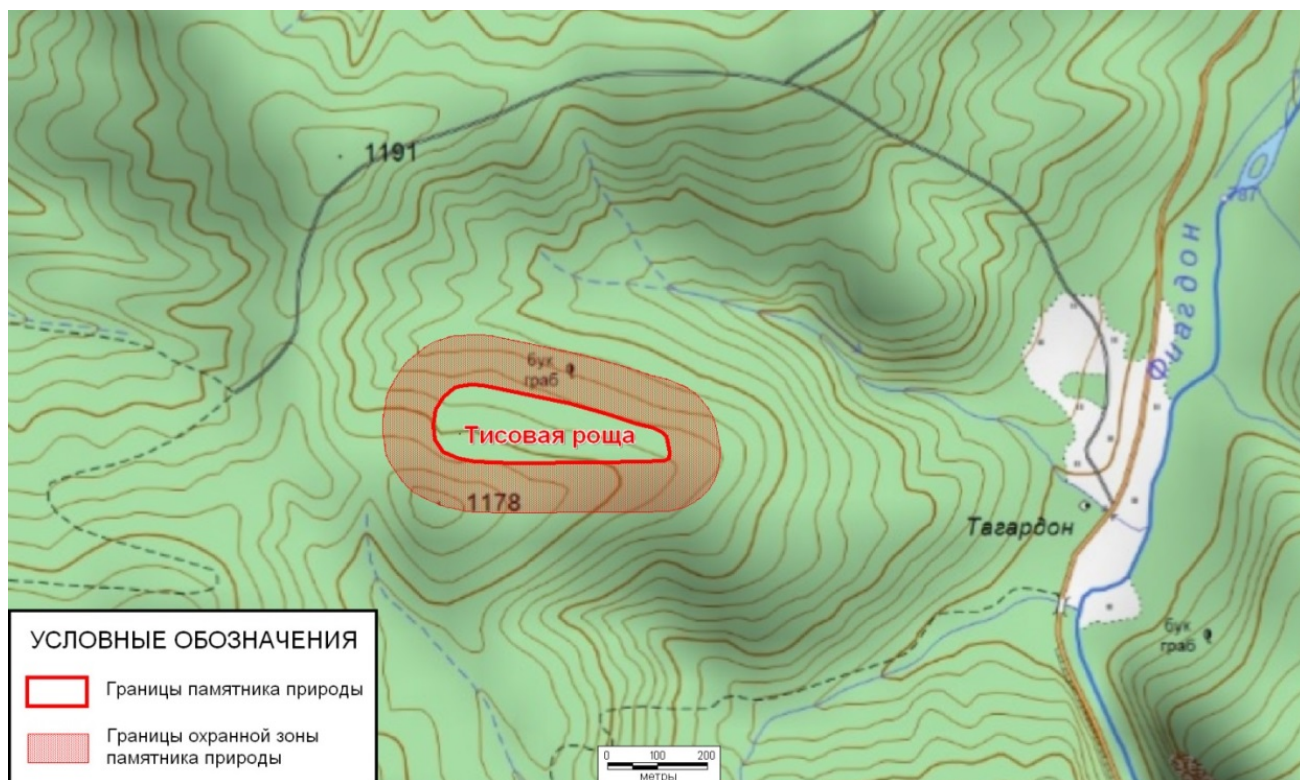 1191
787
Фиагдон
бук
граб
Тисовая роща
1178
Тагардон
бук
граб
УСЛОВНЫЕ ОБОЗНАЧЕНИЯ
Границы памятника природы
Границы охранной зоны
памятника природы
0 100 200
метры